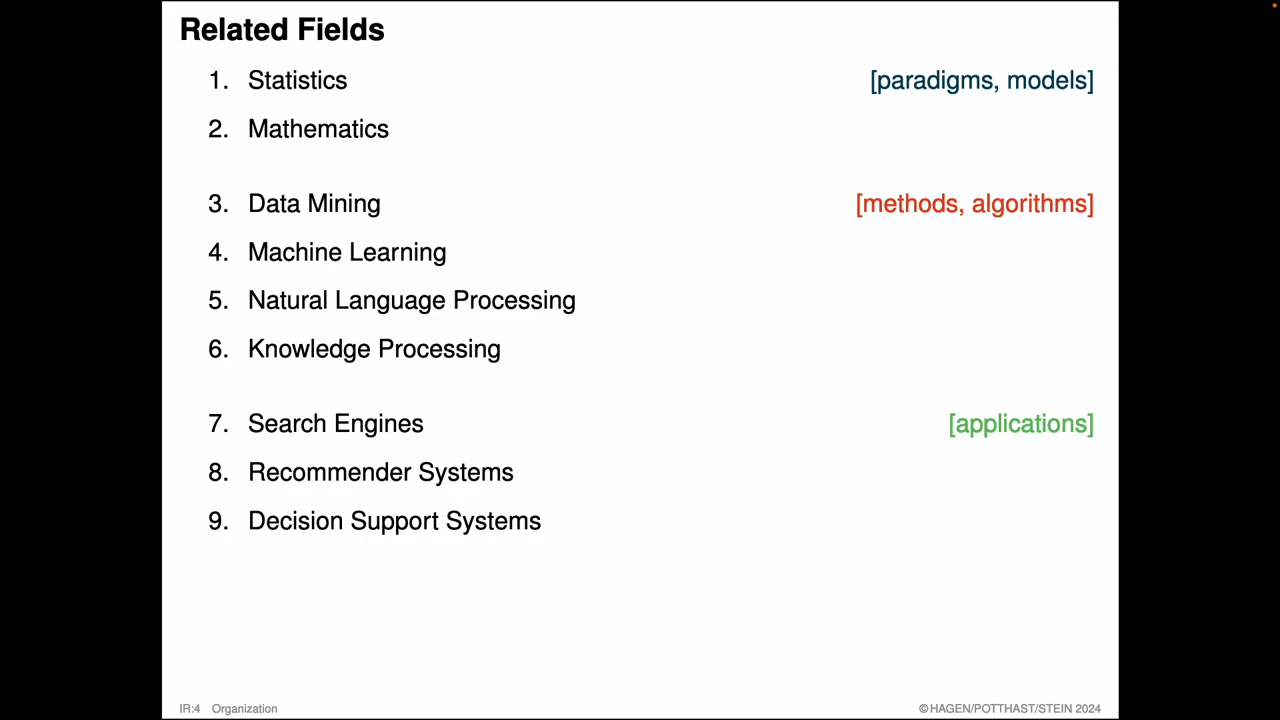 Related Fields
1. Statistics [paradigms, models]
2. Mathematics
3. Data Mining [methods, algorithms]
4. Machine Learning
5. Natural Language Processing
6. Knowledge Processing
7. Search Engines [applications]
8. Recommender Systems
9. Decision Support Systems
IR:4 Organization ©HAGEN/POTTHAST/STEIN 2024